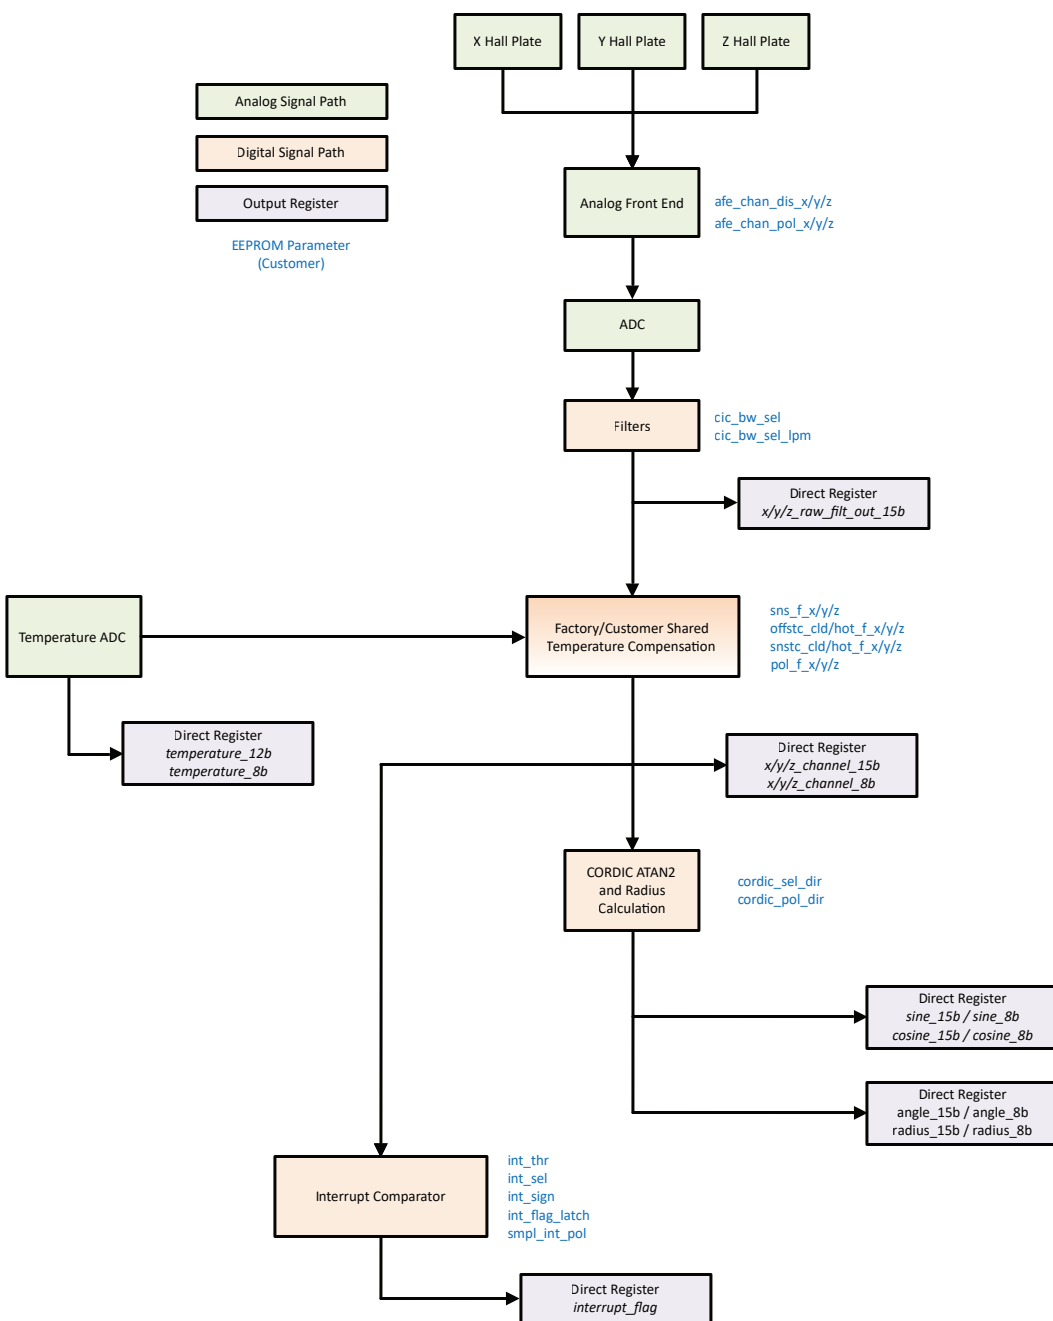 X Hall Plate
Y Hall Plate
Z Hall Plate
Analog Signal Path
Digital Signal Path
Output Register
EEPROM Parameter
(Customer)
Analog Front End
afe_chan_dis_x/y/z
afe_chan_pol_x/y/z
ADC
Filters
cic_bw_sel
cic_bw_sel_lpm
Direct Register
x/y/z_raw_filt_out_15b
Temperature ADC
Factory/Customer Shared
Temperature Compensation
sns_f_x/y/z
offstc_cld/hot_f_x/y/z
snstc_cld/hot_f_x/y/z
pol_f_x/y/z
Direct Register
temperature_12b
temperature_8b
Direct Register
x/y/z_channel_15b
x/y/z_channel_8b
CORDIC ATAN2
and Radius
Calculation
cordic_sel_dir
cordic_pol_dir
Direct Register
sine_15b / sine_8b
cosine_15b / cosine_8b
Direct Register
angle_15b / angle_8b
radius_15b / radius_8b
Interrupt Comparator
int_thr
int_sel
int_sign
int_flag_latch
smpl_int_pol
Direct Register
interrupt_flag